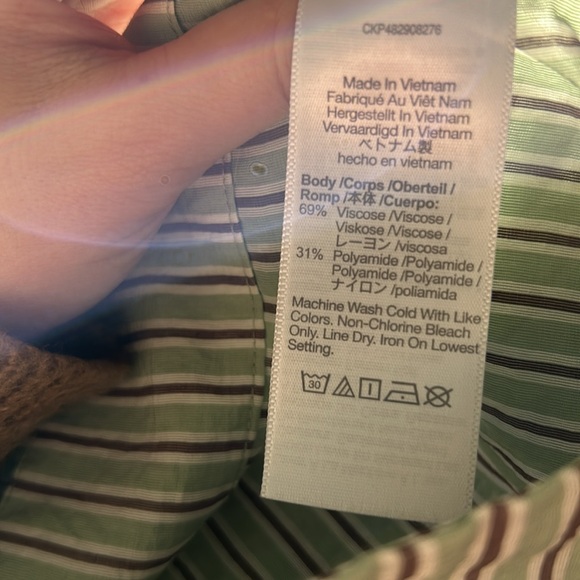 CKP482908276
Made In Vietnam
Fabriqué Au Viêt Nam
Hergestellt In Vietnam
Vervaardigd In Vietnam
ベトナム製
hecho en vietnam
Body /Corps /Oberteil /
Romp /本体 /Cuerpo:
69% Viscose /Viscose /
Viskose /Viscose /
レーヨン /viscosa
31% Polyamide /Polyamide /
Polyamide /Polyamide /
ナイロン /poliamida
Machine Wash Cold With Like
Colors. Non-Chlorine Bleach
Only. Line Dry. Iron On Lowest
Setting.
30